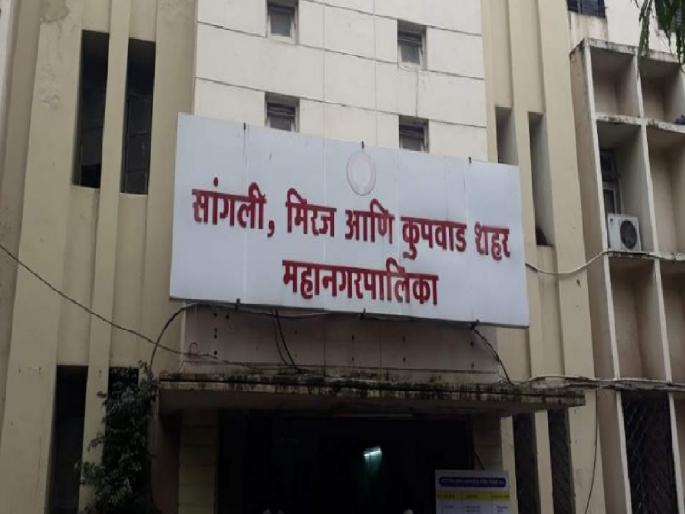 सांगली, मिरज आणि कुपवाड शहर
महानगरपालिका